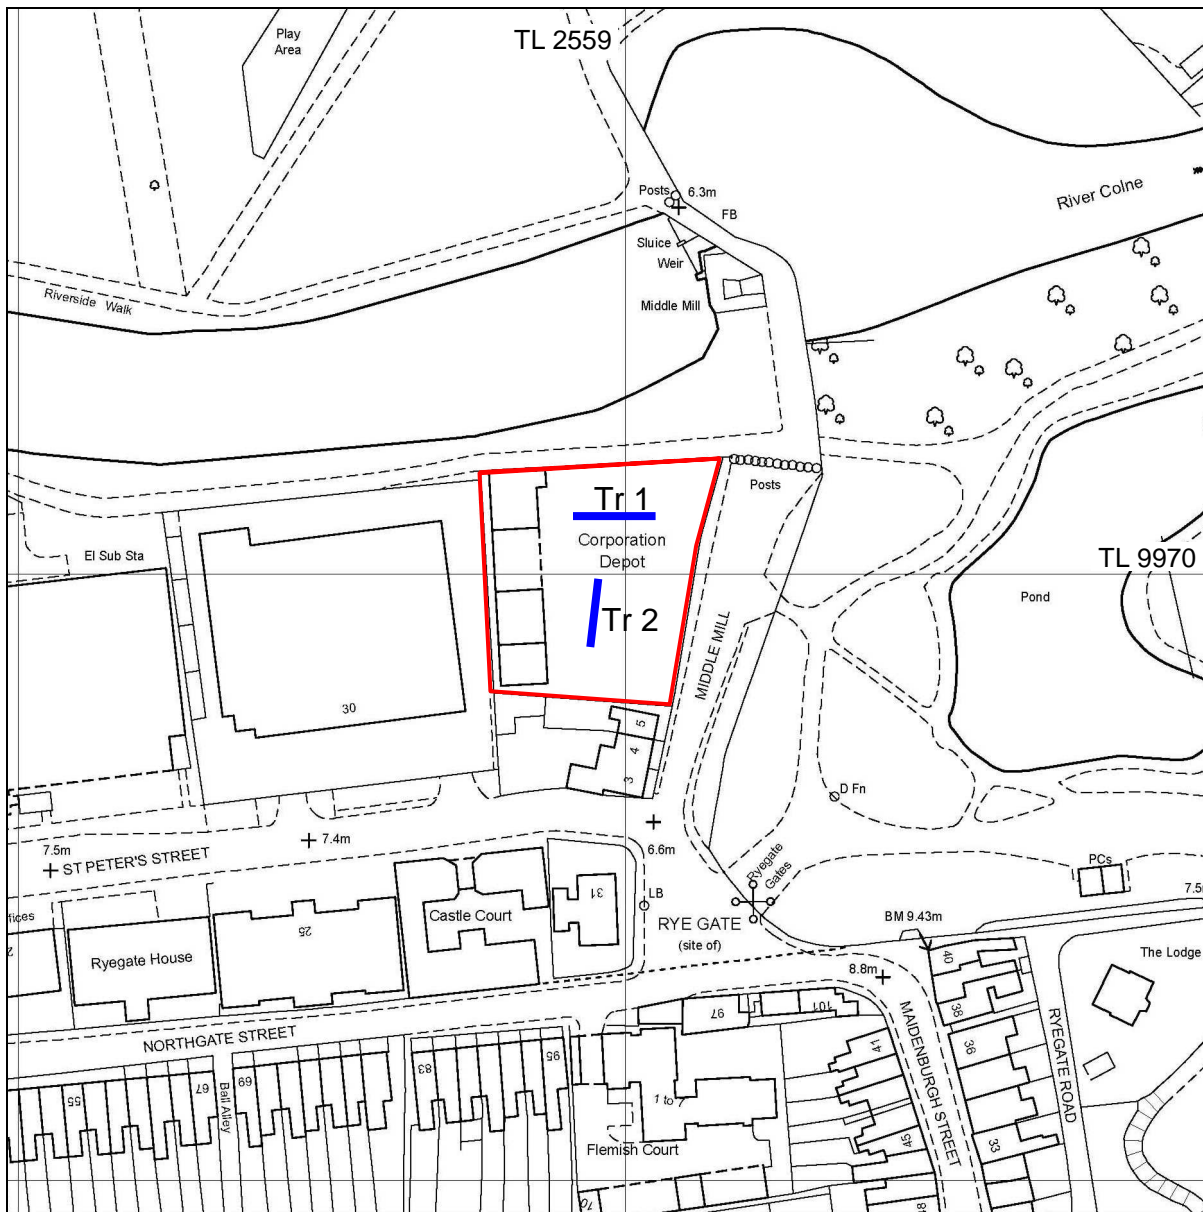 Play
Area
TL 2559
Posts
6.3m
FB
River Colne
Sluice
Weir
Riverside Walk
Middle Mill
Posts
Tr 1
Corporation
Depot
El Sub Sta
TL 9970
Pond
Tr 2
MIDDLE MILL
30
5
4
3
D Fn
7.5m
7.4m
6.6m
ST PETER'S STREET
Ryegate
Gates
PCs
7.5
31
LB
Castle Court
RYE GATE
(site of)
BM 9.43m
ffices
25
Ryegate House
40
The Lodge
8.8m
38
97
101
NORTHGATE STREET
MAIDENBURGH STREET
RYEGATE ROAD
41
36
95
83
69
67
55
Ball Alley
1 to 7
45
33
Flemish Court
10